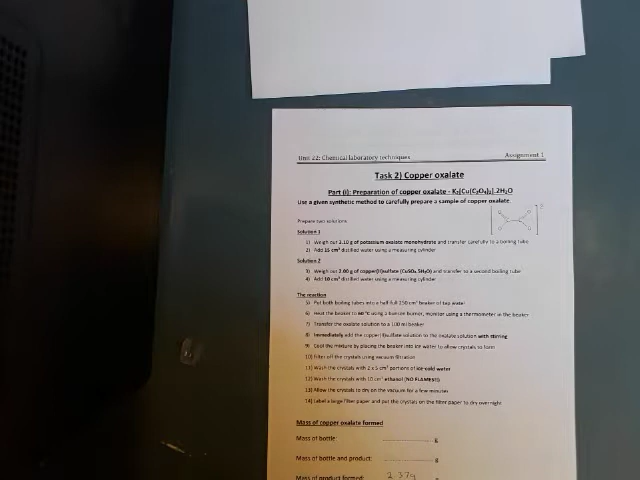 Unit 22: Chemical laboratory techniques Assignment 1
Task 2) Copper oxalate
Part (i): Preparation of copper oxalate - K₂[Cu(C₂O₄)₂].2H₂O
Use a given synthetic method to carefully prepare a sample of copper oxalate
Prepare two solutions
Solution 1
1) Weigh out 3.10 g of potassium oxalate monohydrate and transfer carefully to a boiling tube
2) Add 15 cm³ distilled water using a measuring cylinder
Solution 2
3) Weigh out 2.00 g of copper(II)sulfate (CuSO₄.5H₂O) and transfer to a second boiling tube
4) Add 10 cm³ distilled water using a measuring cylinder
The reaction
5) Put both boiling tubes into a half full 250 cm³ beaker of tap water
6) Heat the beaker to 60 °C using a bunsen burner, monitor using a thermometer in the beaker
7) Transfer the oxalate solution to a 100 ml beaker
8) Immediately add the copper(II)sulfate solution to the oxalate solution with stirring
9) Cool the mixture by placing the beaker into ice water to allow crystals to form
10) Filter off the crystals using vacuum filtration
11) Wash the crystals with 2 x 5 cm³ portions of ice-cold water
12) Wash the crystals with 10 cm³ ethanol (NO FLAMES!!)
13) Allow the crystals to dry on the vacuum for a few minutes
14) Label a large filter paper and put the crystals on the filter paper to dry overnight
Mass of copper oxalate formed
Mass of bottle: ................ g
Mass of bottle and product: ................ g
Mass of product formed: 2.37g